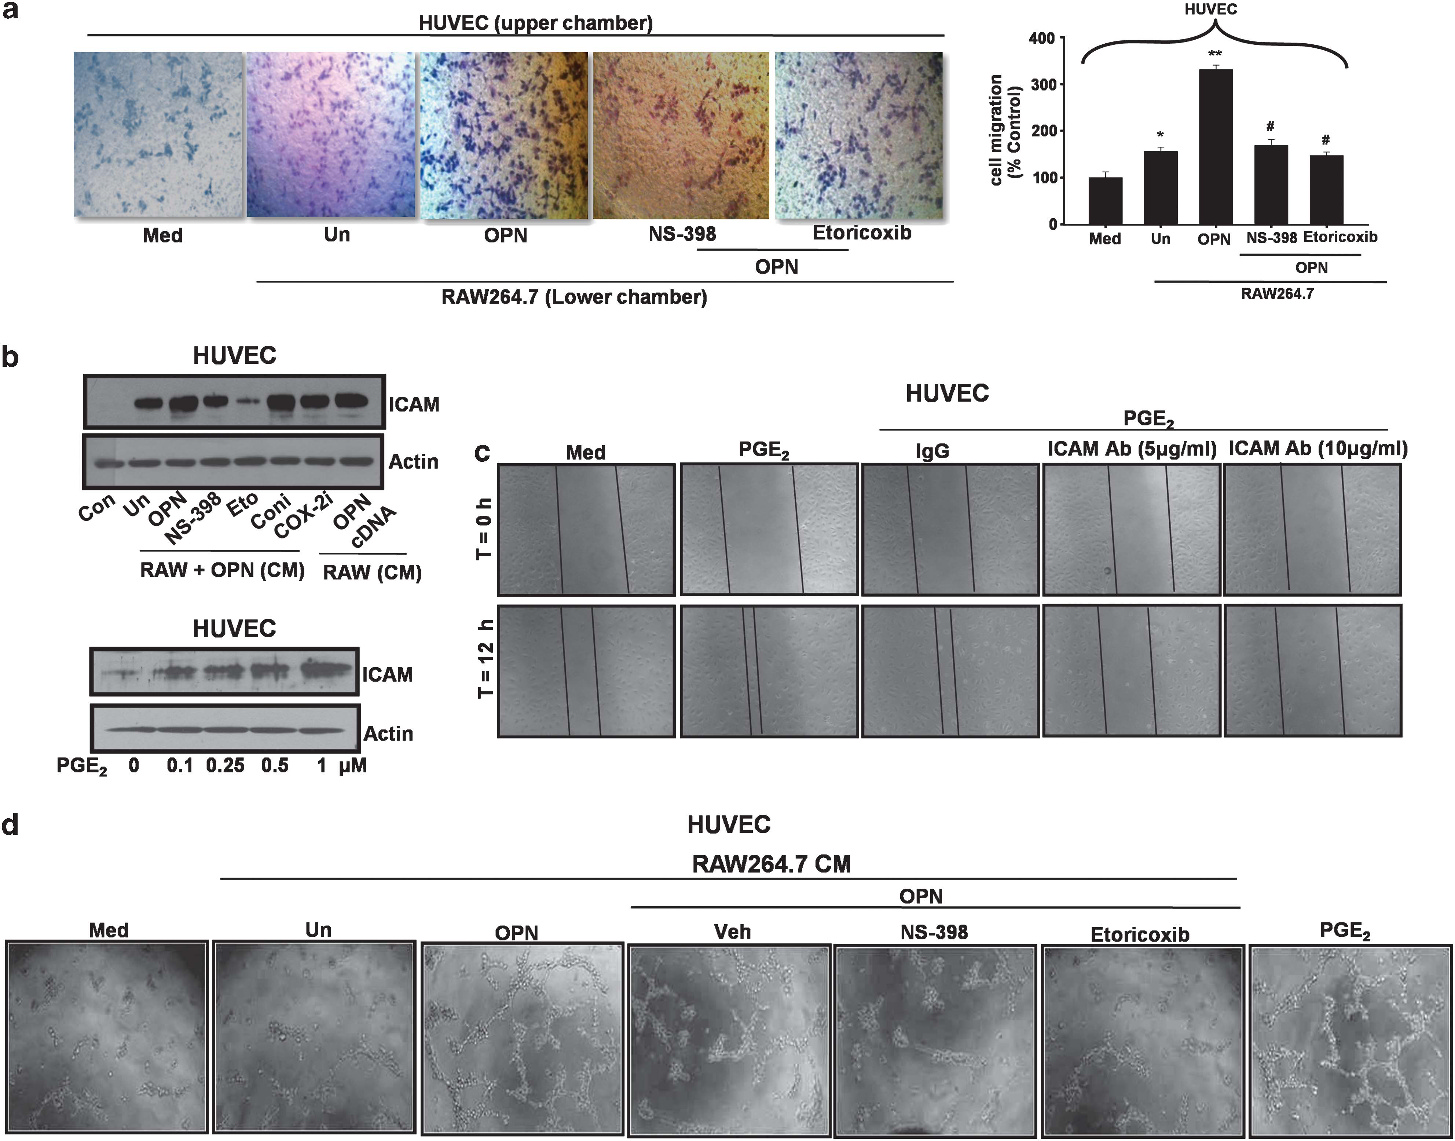 a
HUVEC (upper chamber)
Med
Un
OPN
NS-398
Etoricoxib
OPN
RAW264.7 (Lower chamber)
HUVEC
cell migration
(% Control)
400
300
200
100
0
*
**
#
#
Med
Un
OPN
NS-398
Etoricoxib
OPN
RAW264.7
b
HUVEC
ICAM
Actin
Con
Un
OPN
NS-398
Eto
Coni
COX-2i
OPN
cDNA
RAW + OPN (CM)
RAW (CM)
HUVEC
ICAM
Actin
PGE₂ 0 0.1 0.25 0.5 1 µM
c
HUVEC
PGE₂
Med
PGE₂
IgG
ICAM Ab (5µg/ml)
ICAM Ab (10µg/ml)
T = 0 h
T = 12 h
d
HUVEC
RAW264.7 CM
OPN
Med
Un
OPN
Veh
NS-398
Etoricoxib
PGE₂